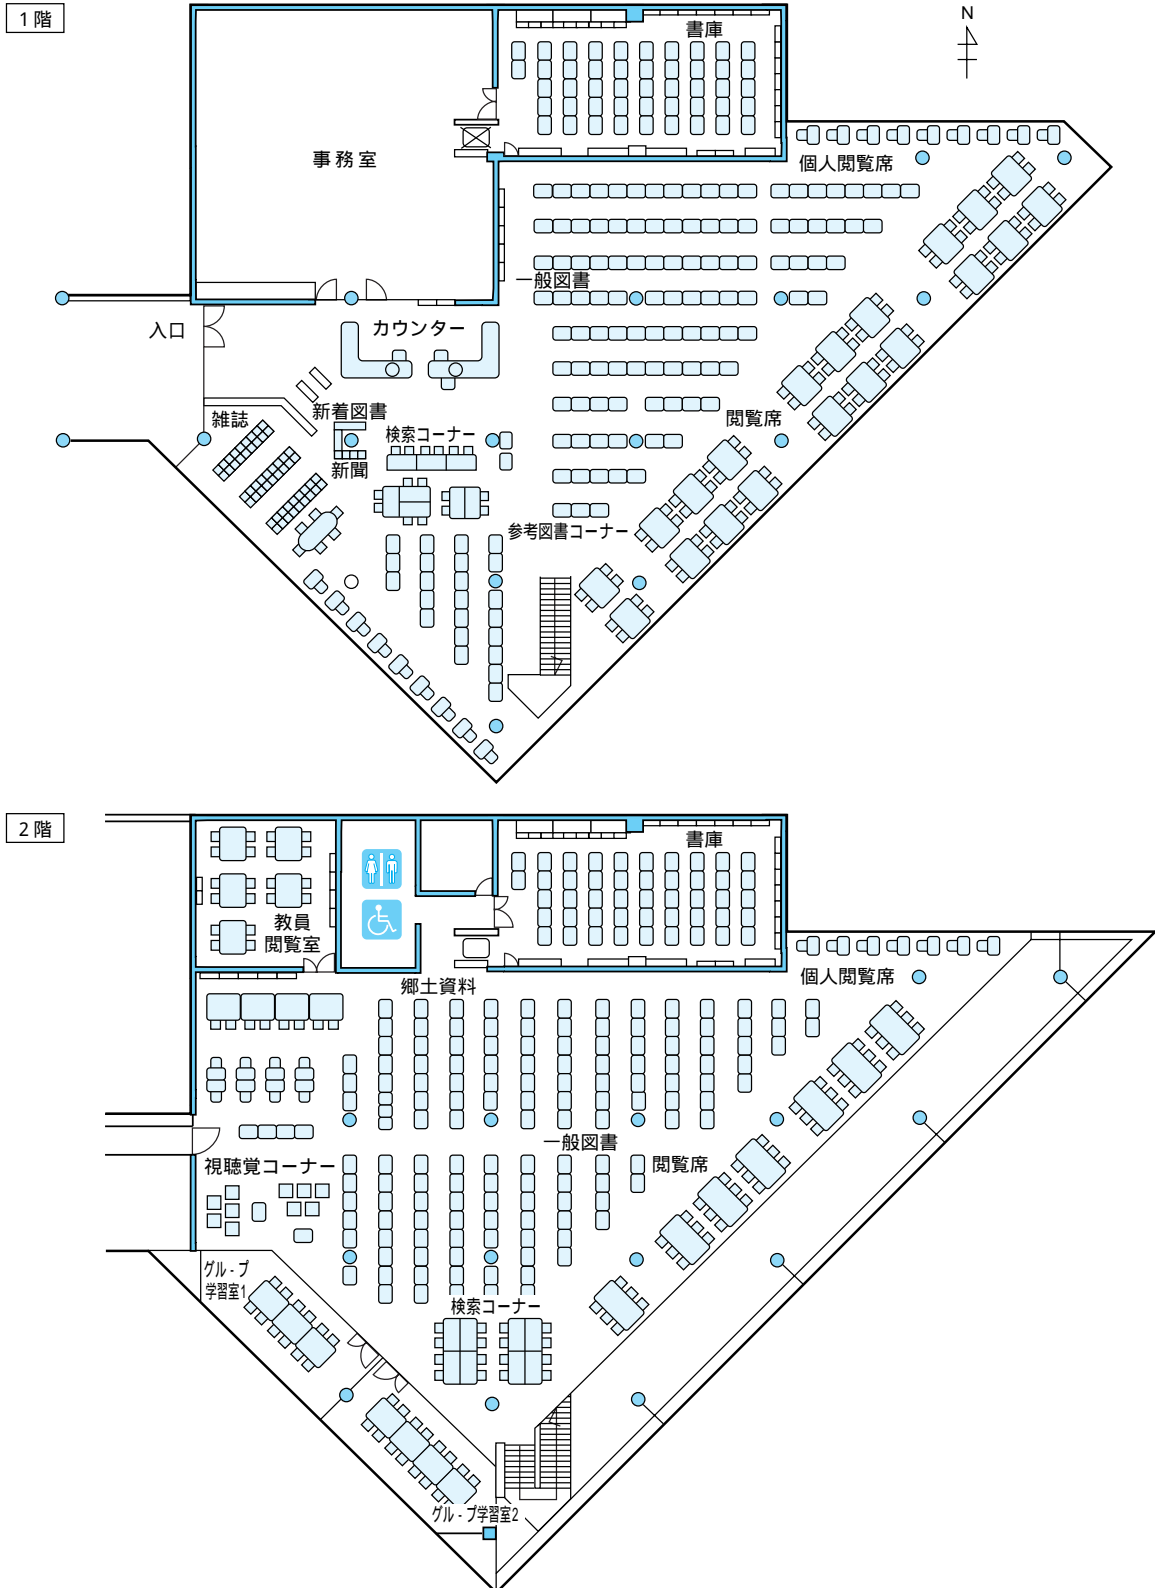 1階
N
書庫
事務室
個人閲覧席
一般図書
入口
カウンター
新着図書
雑誌
検索コーナー
閲覧席
新聞
参考図書コーナー
2階
書庫
教員
閲覧室
個人閲覧席
郷土資料
一般図書
視聴覚コーナー
閲覧席
グル-プ
学習室1
検索コーナー
グル-プ学習室2